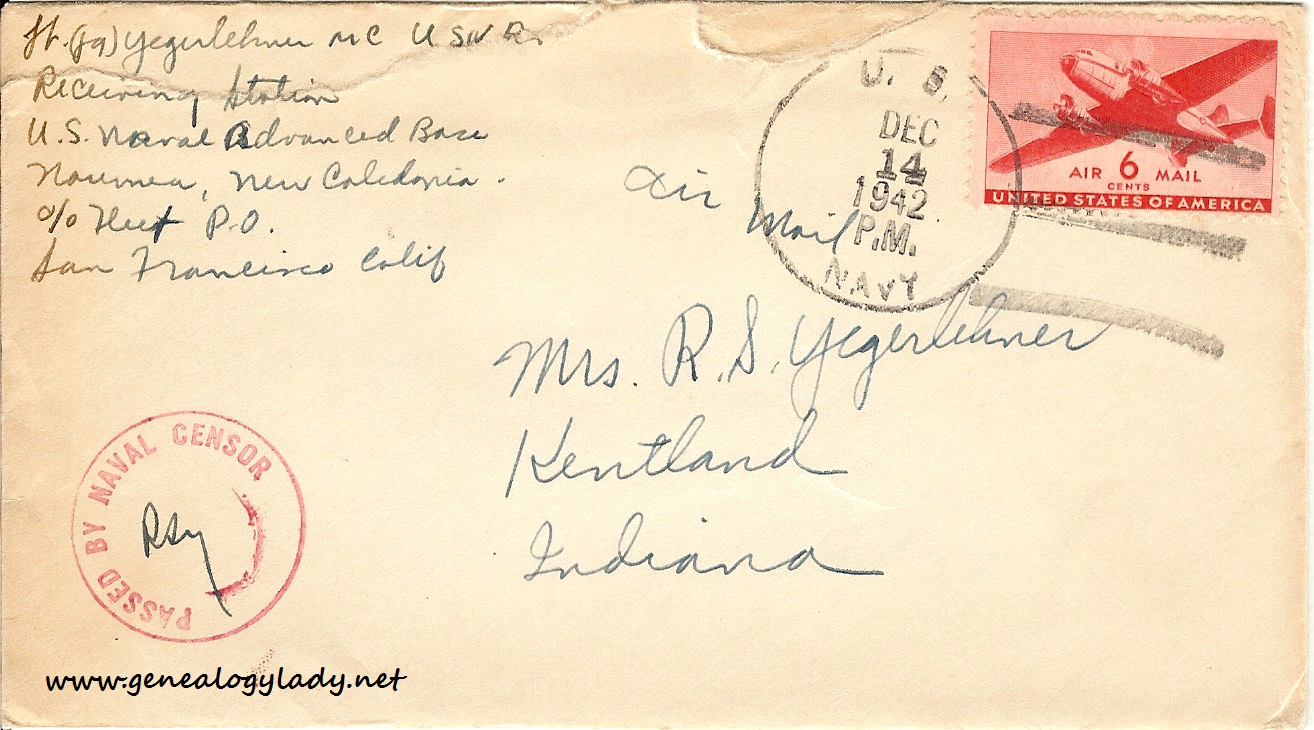 Lt. (jg) Yegerlehner MC USNR
Receiving Station
U.S. Naval Advanced Base
Noumea, New Caledonia.
c/o Fleet P.O.
San Francisco Calif
U. S.
DEC
14
1942
P.M.
NAVY
AIR 6 MAIL
CENTS
UNITED STATES OF AMERICA
Air Mail
Mrs. R. S. Yegerlehner
Kentland
Indiana
PASSED BY NAVAL CENSOR
RSY
www.genealogylady.net